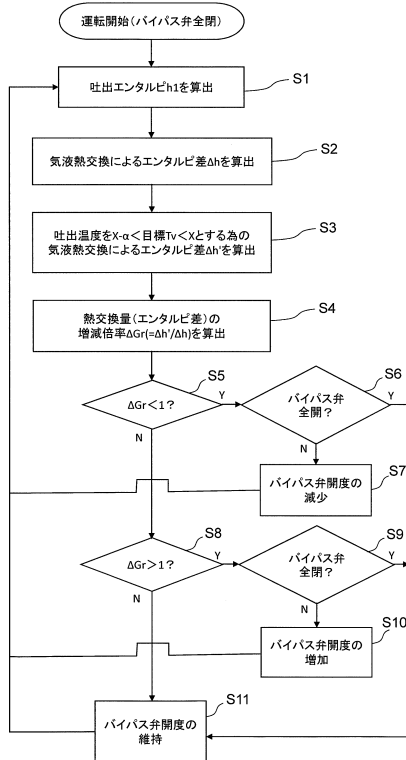 運転開始(バイパス弁全閉)
吐出エンタルピh1を算出
S1
気液熱交換によるエンタルピ差Δhを算出
S2
吐出温度をX-α<目標Tv<Xとする為の
気液熱交換によるエンタルピ差Δh'を算出
S3
熱交換量(エンタルピ差)の
増減倍率ΔGr(=Δh'/Δh)を算出
S4
ΔGr<1?
S5
Y
N
バイパス弁
全開?
S6
Y
N
バイパス弁開度の
減少
S7
ΔGr>1?
S8
Y
N
バイパス弁
全閉?
S9
Y
N
バイパス弁開度の
増加
S10
バイパス弁開度の
維持
S11